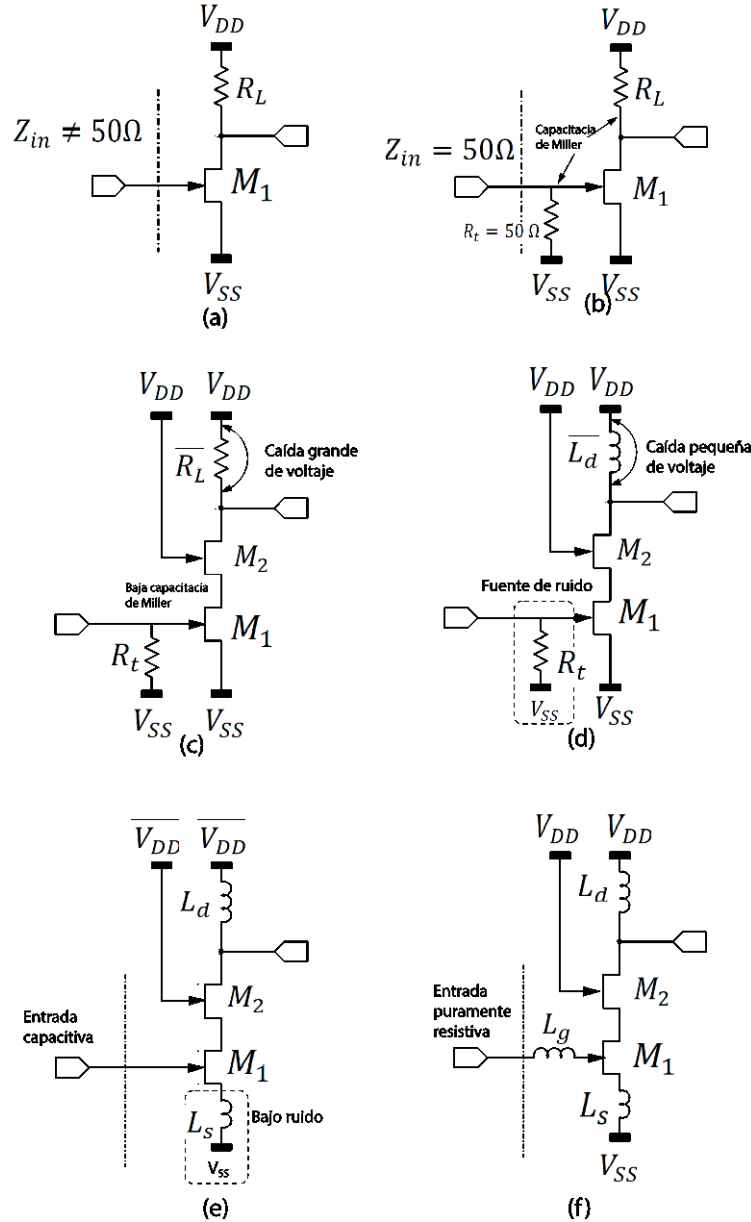 V_DD
R_L
Z_in ≠ 50Ω
M_1
V_SS
(a)
V_DD
R_L
Capacitacia
de Miller
Z_in = 50Ω
M_1
R_t = 50 Ω
V_SS V_SS
(b)
V_DD V_DD
R_L
Caída grande
de voltaje
M_2
Baja capacitacia
de Miller
M_1
R_t
V_SS V_SS
(c)
V_DD V_DD
L_d
Caída pequeña
de voltaje
M_2
Fuente de ruido
M_1
R_t
V_SS V_SS
(d)
V_DD V_DD
L_d
M_2
Entrada
capacitiva
M_1
L_s Bajo ruido
V_SS
(e)
V_DD V_DD
L_d
M_2
Entrada
puramente
resistiva
L_g
M_1
L_s
V_SS
(f)